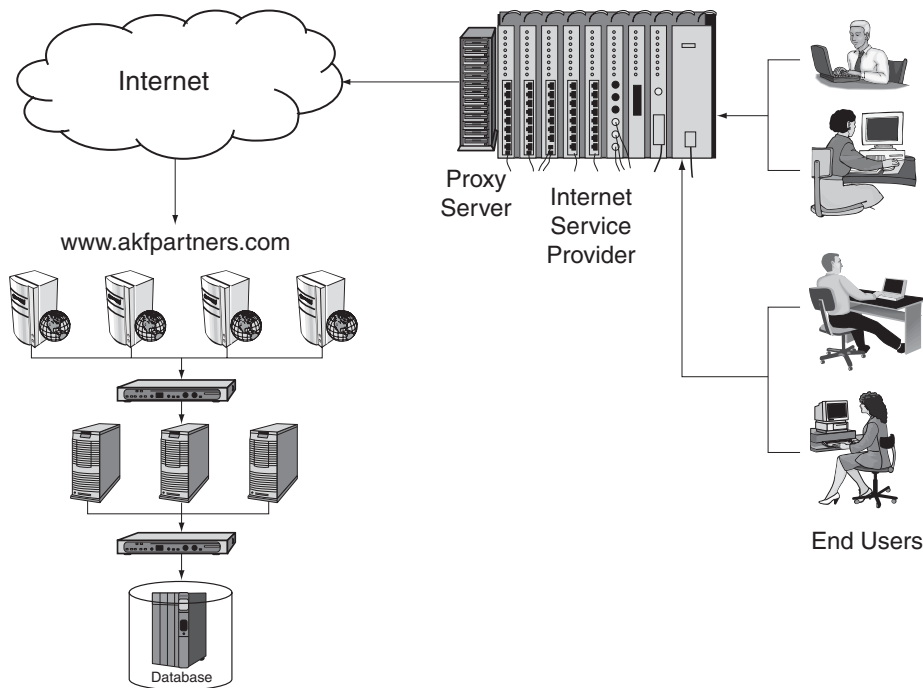 Internet
Proxy
Server
Internet
Service
Provider
www.akfpartners.com
End Users
Database